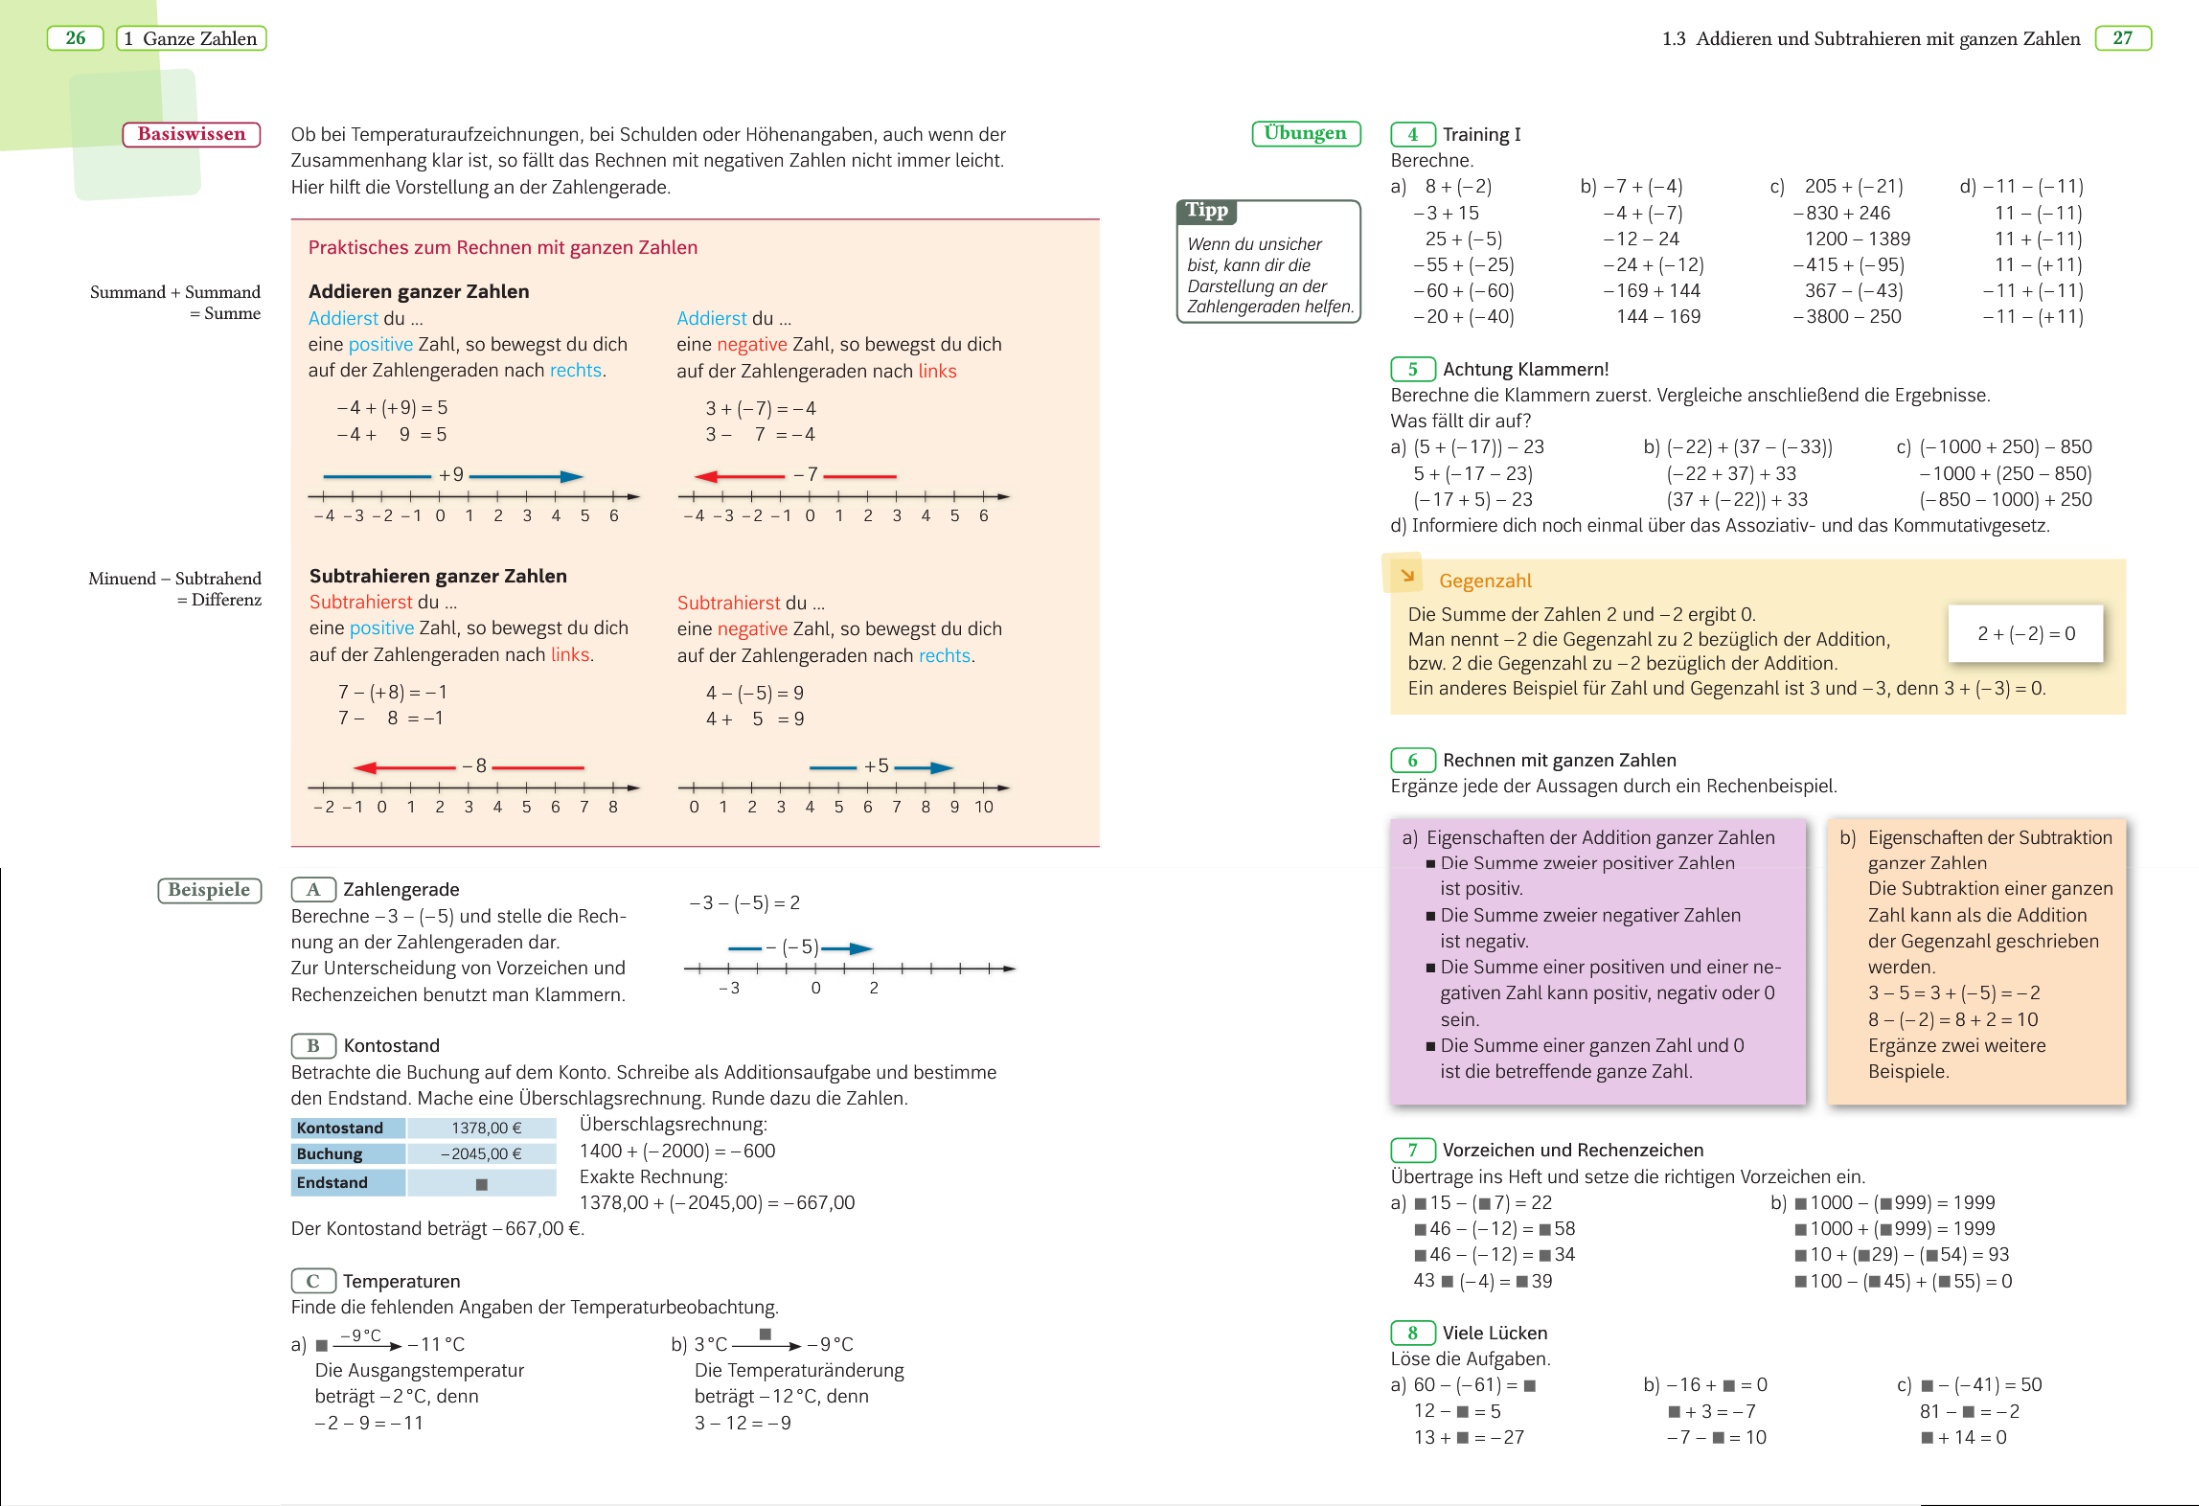 26
1 Ganze Zahlen
Basiswissen
Ob bei Temperaturaufzeichnungen, bei Schulden oder Höhenangaben, auch wenn der
Zusammenhang klar ist, so fällt das Rechnen mit negativen Zahlen nicht immer leicht.
Hier hilft die Vorstellung an der Zahlengerade.
Praktisches zum Rechnen mit ganzen Zahlen
Summand + Summand
= Summe
Addieren ganzer Zahlen
Addierst du ...
eine positive Zahl, so bewegst du dich
auf der Zahlengeraden nach rechts.
−4 + (+9) = 5
−4 + 9 = 5
+9
−4 −3 −2 −1 0 1 2 3 4 5 6
Addierst du ...
eine negative Zahl, so bewegst du dich
auf der Zahlengeraden nach links
3 + (−7) = −4
3 − 7 = −4
−7
−4 −3 −2 −1 0 1 2 3 4 5 6
Minuend − Subtrahend
= Differenz
Subtrahieren ganzer Zahlen
Subtrahierst du ...
eine positive Zahl, so bewegst du dich
auf der Zahlengeraden nach links.
7 − (+8) = −1
7 − 8 = −1
−8
−2 −1 0 1 2 3 4 5 6 7 8
Subtrahierst du ...
eine negative Zahl, so bewegst du dich
auf der Zahlengeraden nach rechts.
4 − (−5) = 9
4 + 5 = 9
+5
0 1 2 3 4 5 6 7 8 9 10
Beispiele
A Zahlengerade
Berechne −3 − (−5) und stelle die Rech-
nung an der Zahlengeraden dar.
Zur Unterscheidung von Vorzeichen und
Rechenzeichen benutzt man Klammern.
−3 − (−5) = 2
− (−5)
−3 0 2
B Kontostand
Betrachte die Buchung auf dem Konto. Schreibe als Additionsaufgabe und bestimme
den Endstand. Mache eine Überschlagsrechnung. Runde dazu die Zahlen.
Kontostand 1378,00 €
Buchung −2045,00 €
Endstand ■
Überschlagsrechnung:
1400 + (−2000) = −600
Exakte Rechnung:
1378,00 + (−2045,00) = −667,00
Der Kontostand beträgt −667,00 €.
C Temperaturen
Finde die fehlenden Angaben der Temperaturbeobachtung.
−9 °C
a) ■ → −11 °C
Die Ausgangstemperatur
beträgt −2 °C, denn
−2 − 9 = −11
■
b) 3 °C → −9 °C
Die Temperaturänderung
beträgt −12 °C, denn
3 − 12 = −9
1.3 Addieren und Subtrahieren mit ganzen Zahlen
27
Übungen
Tipp
Wenn du unsicher
bist, kann dir die
Darstellung an der
Zahlengeraden helfen.
4 Training I
Berechne.
a) 8 + (−2) b) −7 + (−4) c) 205 + (−21) d) −11 − (−11)
−3 + 15 −4 + (−7) −830 + 246 11 − (−11)
25 + (−5) −12 − 24 1200 − 1389 11 + (−11)
−55 + (−25) −24 + (−12) −415 + (−95) 11 − (+11)
−60 + (−60) −169 + 144 367 − (−43) −11 + (−11)
−20 + (−40) 144 − 169 −3800 − 250 −11 − (+11)
5 Achtung Klammern!
Berechne die Klammern zuerst. Vergleiche anschließend die Ergebnisse.
Was fällt dir auf?
a) (5 + (−17)) − 23 b) (−22) + (37 − (−33)) c) (−1000 + 250) − 850
5 + (−17 − 23) (−22 + 37) + 33 −1000 + (250 − 850)
(−17 + 5) − 23 (37 + (−22)) + 33 (−850 − 1000) + 250
d) Informiere dich noch einmal über das Assoziativ- und das Kommutativgesetz.
Gegenzahl
Die Summe der Zahlen 2 und −2 ergibt 0.
Man nennt −2 die Gegenzahl zu 2 bezüglich der Addition,
bzw. 2 die Gegenzahl zu −2 bezüglich der Addition.
Ein anderes Beispiel für Zahl und Gegenzahl ist 3 und −3, denn 3 + (−3) = 0.
2 + (−2) = 0
6 Rechnen mit ganzen Zahlen
Ergänze jede der Aussagen durch ein Rechenbeispiel.
a) Eigenschaften der Addition ganzer Zahlen
■ Die Summe zweier positiver Zahlen
ist positiv.
■ Die Summe zweier negativer Zahlen
ist negativ.
■ Die Summe einer positiven und einer ne-
gativen Zahl kann positiv, negativ oder 0
sein.
■ Die Summe einer ganzen Zahl und 0
ist die betreffende ganze Zahl.
b) Eigenschaften der Subtraktion
ganzer Zahlen
Die Subtraktion einer ganzen
Zahl kann als die Addition
der Gegenzahl geschrieben
werden.
3 − 5 = 3 + (−5) = −2
8 − (−2) = 8 + 2 = 10
Ergänze zwei weitere
Beispiele.
7 Vorzeichen und Rechenzeichen
Übertrage ins Heft und setze die richtigen Vorzeichen ein.
a) ■ 15 − (■ 7) = 22 b) ■ 1000 − (■ 999) = 1999
■ 46 − (−12) = ■ 58 ■ 1000 + (■ 999) = 1999
■ 46 − (−12) = ■ 34 ■ 10 + (■ 29) − (■ 54) = 93
43 ■ (−4) = ■ 39 ■ 100 − (■ 45) + (■ 55) = 0
8 Viele Lücken
Löse die Aufgaben.
a) 60 − (−61) = ■ b) −16 + ■ = 0 c) ■ − (−41) = 50
12 − ■ = 5 ■ + 3 = −7 81 − ■ = −2
13 + ■ = −27 −7 − ■ = 10 ■ + 14 = 0